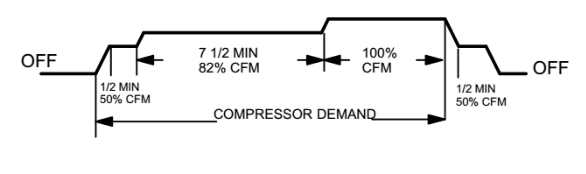 OFF
7 1/2 MIN
82% CFM
100%
CFM
OFF
1/2 MIN
50% CFM
1/2 MIN
50% CFM
COMPRESSOR DEMAND